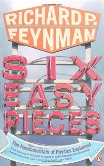 RICHARD P.
FEYNMAN
SIX
EASY
PIECES
The Fundamentals of Physics Explained